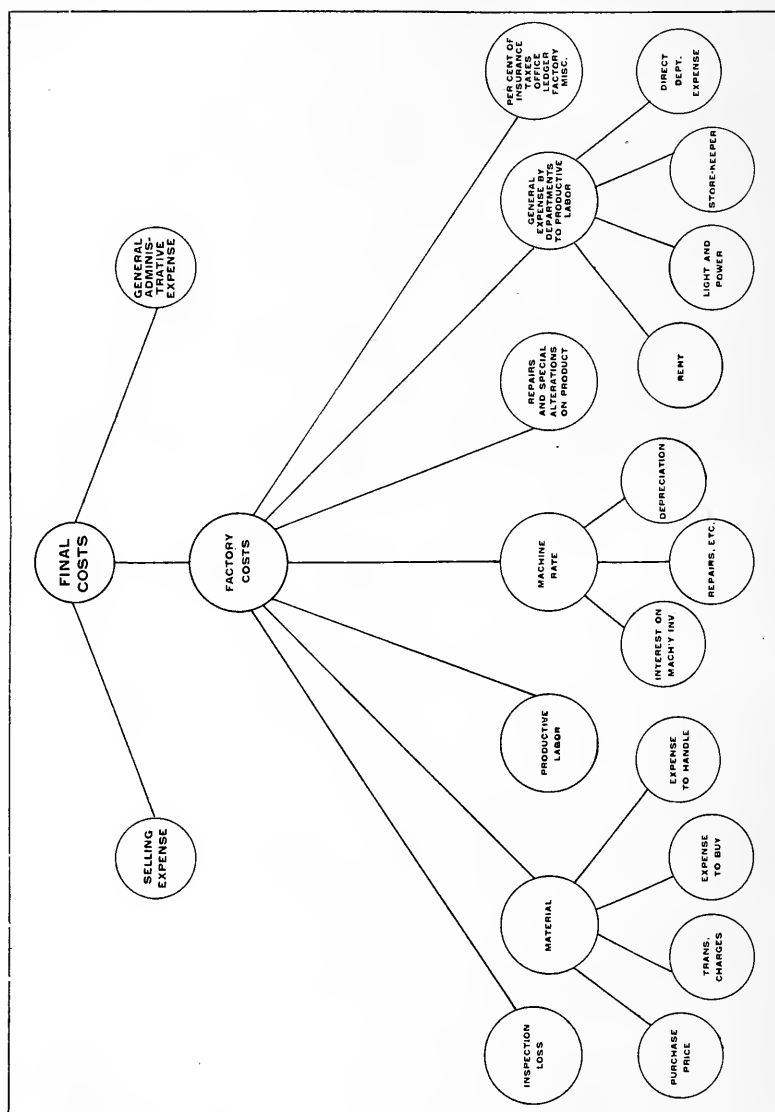 FINAL
COSTS
SELLING
EXPENSE
GENERAL
ADMINIS-
TRATIVE
EXPENSE
FACTORY
COSTS
INSPECTION
LOSS
MATERIAL
PRODUCTIVE
LABOR
MACHINE
RATE
REPAIRS
AND SPECIAL
ALTERATIONS
ON PRODUCT
GENERAL
EXPENSE BY
DEPARTMENTS
TO PRODUCTIVE
LABOR
PER CENT OF
INSURANCE
TAXES
OFFICE
LEDGER
FACTORY
MISC.
PURCHASE
PRICE
TRANS.
CHARGES
EXPENSE
TO BUY
EXPENSE
TO HANDLE
INTEREST ON
MACH'Y INV.
REPAIRS, ETC.
DEPRECIATION
RENT
LIGHT AND
POWER
STORE-KEEPER
DIRECT
DEPT.
EXPENSE